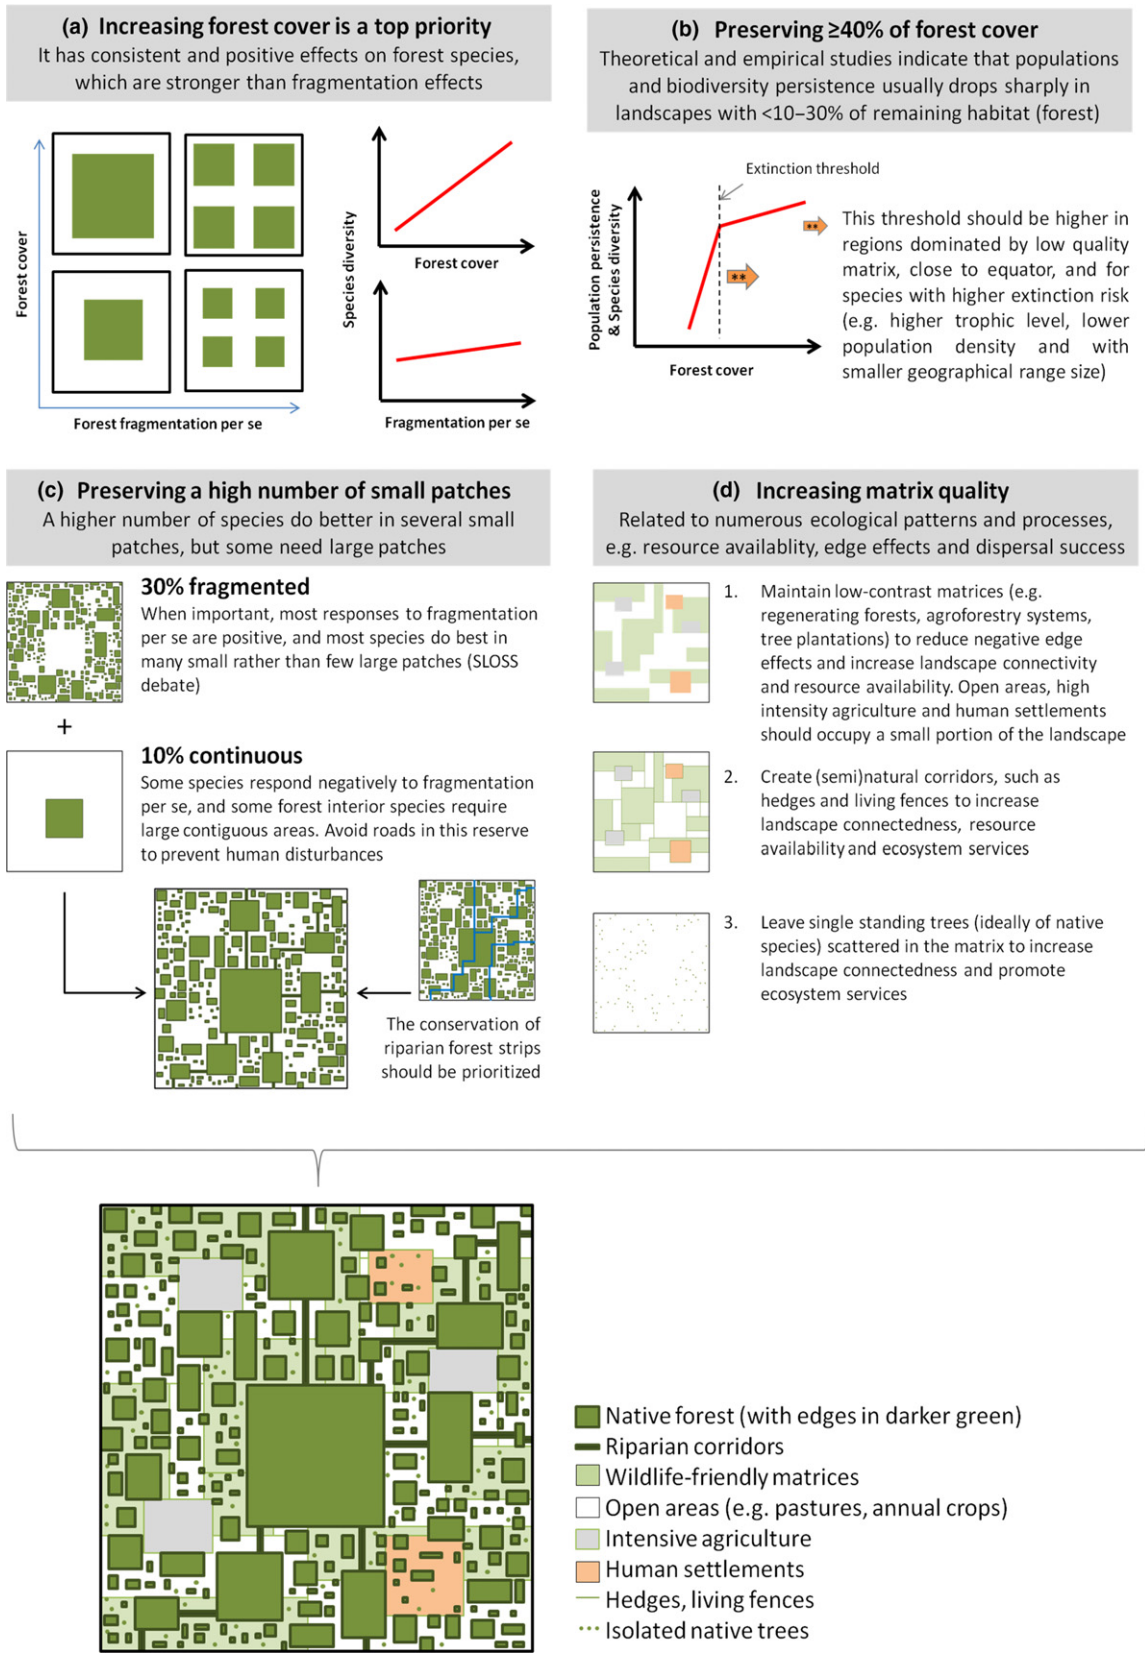 (a) Increasing forest cover is a top priority
It has consistent and positive effects on forest species,
which are stronger than fragmentation effects
Forest cover
Forest fragmentation per se
Species diversity
Forest cover
Fragmentation per se
(b) Preserving ≥40% of forest cover
Theoretical and empirical studies indicate that populations
and biodiversity persistence usually drops sharply in
landscapes with <10–30% of remaining habitat (forest)
Extinction threshold
Population persistence
& Species diversity
**
**
Forest cover
This threshold should be higher in
regions dominated by low quality
matrix, close to equator, and for
species with higher extinction risk
(e.g. higher trophic level, lower
population density and with
smaller geographical range size)
(c) Preserving a high number of small patches
A higher number of species do better in several small
patches, but some need large patches
30% fragmented
When important, most responses to fragmentation
per se are positive, and most species do best in
many small rather than few large patches (SLOSS
debate)
+
10% continuous
Some species respond negatively to fragmentation
per se, and some forest interior species require
large contiguous areas. Avoid roads in this reserve
to prevent human disturbances
The conservation of
riparian forest strips
should be prioritized
(d) Increasing matrix quality
Related to numerous ecological patterns and processes,
e.g. resource availablity, edge effects and dispersal success
1. Maintain low-contrast matrices (e.g.
regenerating forests, agroforestry systems,
tree plantations) to reduce negative edge
effects and increase landscape connectivity
and resource availability. Open areas, high
intensity agriculture and human settlements
should occupy a small portion of the landscape
2. Create (semi)natural corridors, such as
hedges and living fences to increase
landscape connectedness, resource
availability and ecosystem services
3. Leave single standing trees (ideally of native
species) scattered in the matrix to increase
landscape connectedness and promote
ecosystem services
Native forest (with edges in darker green)
Riparian corridors
Wildlife-friendly matrices
Open areas (e.g. pastures, annual crops)
Intensive agriculture
Human settlements
Hedges, living fences
Isolated native trees